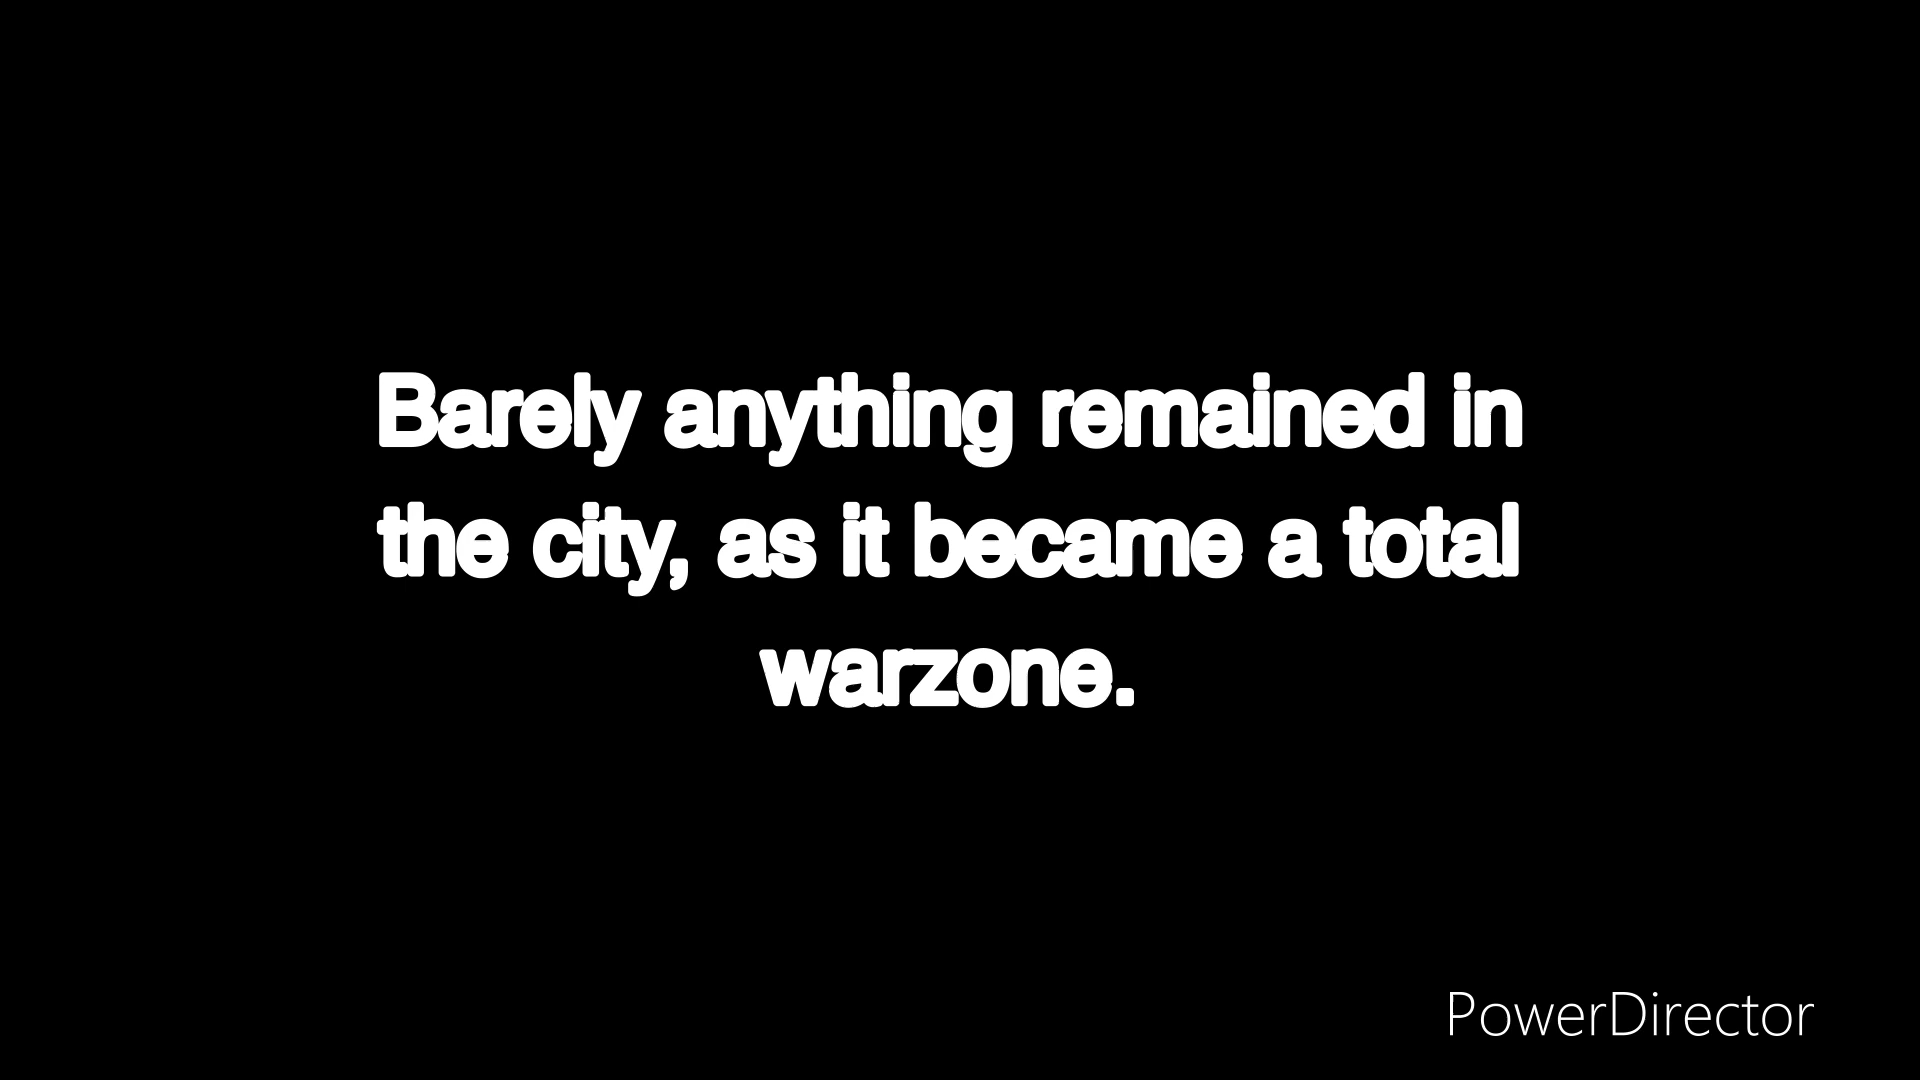 Barely anything remained in
the city, as it became a total
warzone.
PowerDirector